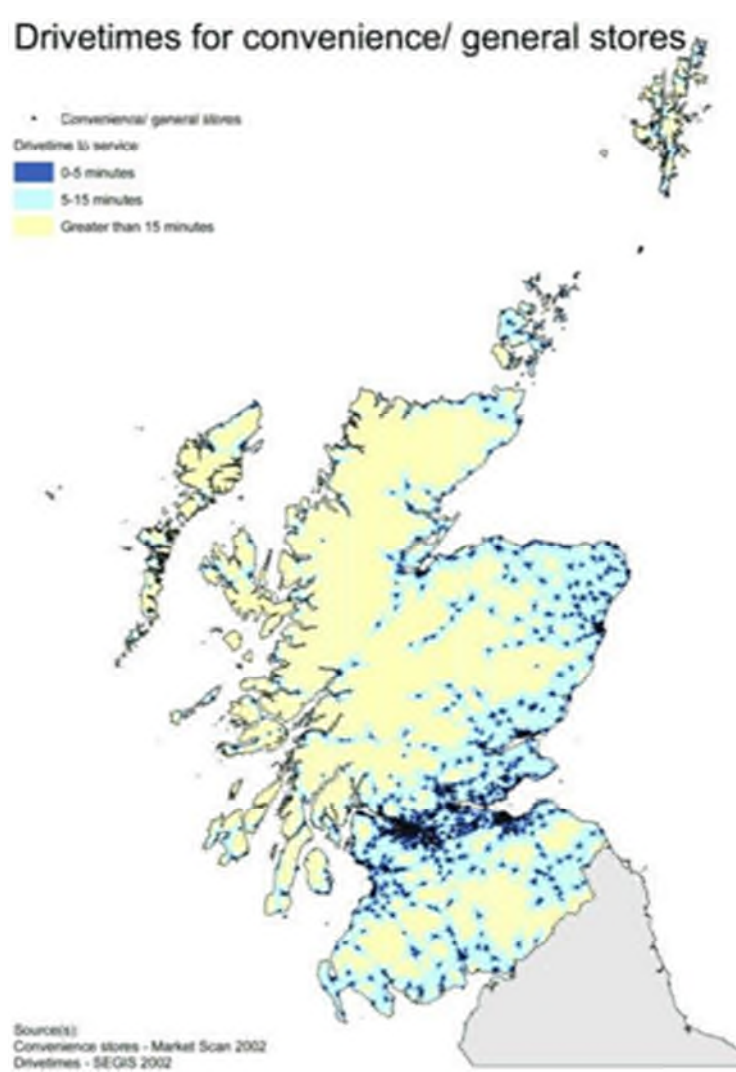 Drivetimes for convenience/ general stores
Convenience/ general stores
Drivetime to service
0-5 minutes
5-15 minutes
Greater than 15 minutes
Source(s):
Convenience stores - Market Scan 2002
Drivetimes - SEGIS 2002